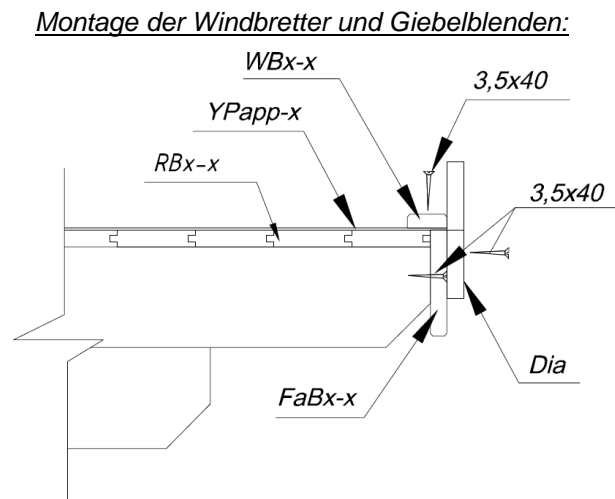 Montage der Windbretter und Giebelblenden:
WBx-x
3,5x40
YPapp-x
RBx-x
3,5x40
Dia
FaBx-x